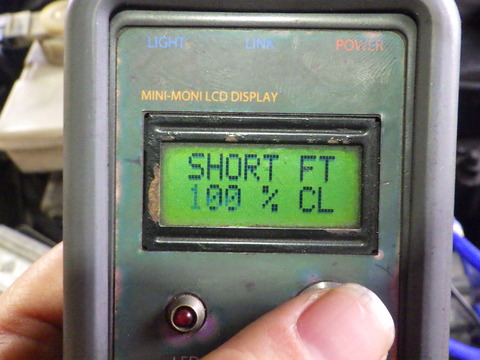 LIGHT LINK POWER
MINI-MONI LCD DISPLAY
SHORT FT
100 % CL